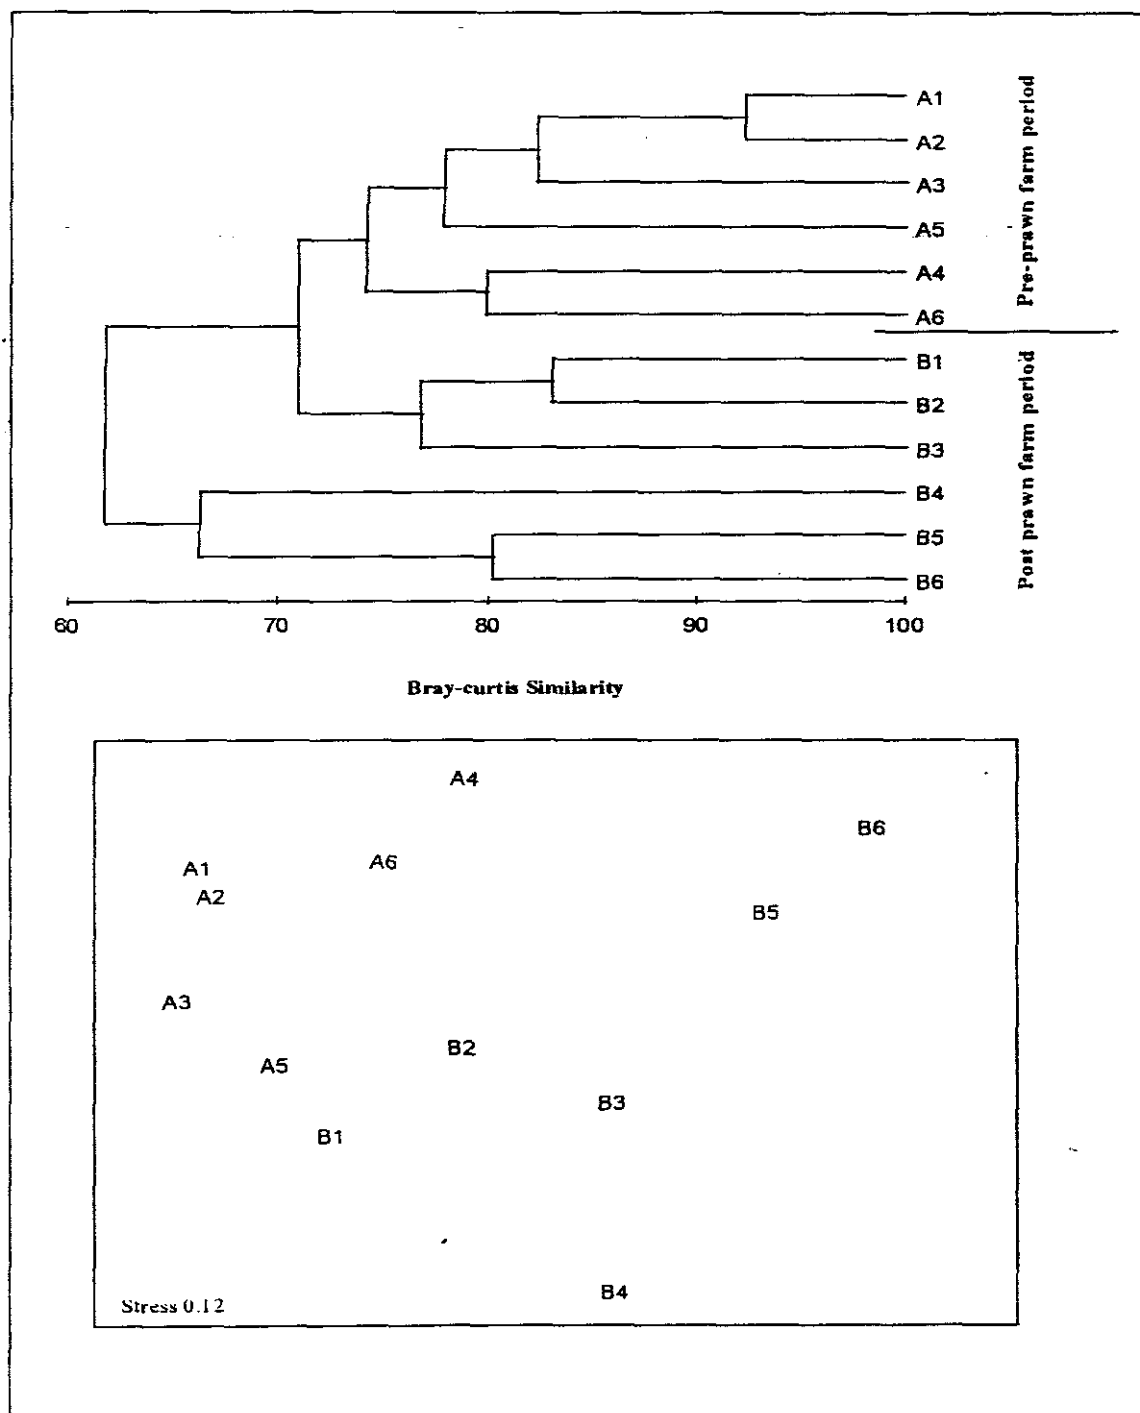 A1
A2
A3
A5
A4
A6
Pre-prawn farm period
B1
B2
B3
B4
B5
B6
Post prawn farm period
60 70 80 90 100
Bray-curtis Similarity
A4
B6
A6
A1
A2
B5
A3
B2
A5
B3
B1
B4
Stress 0.12